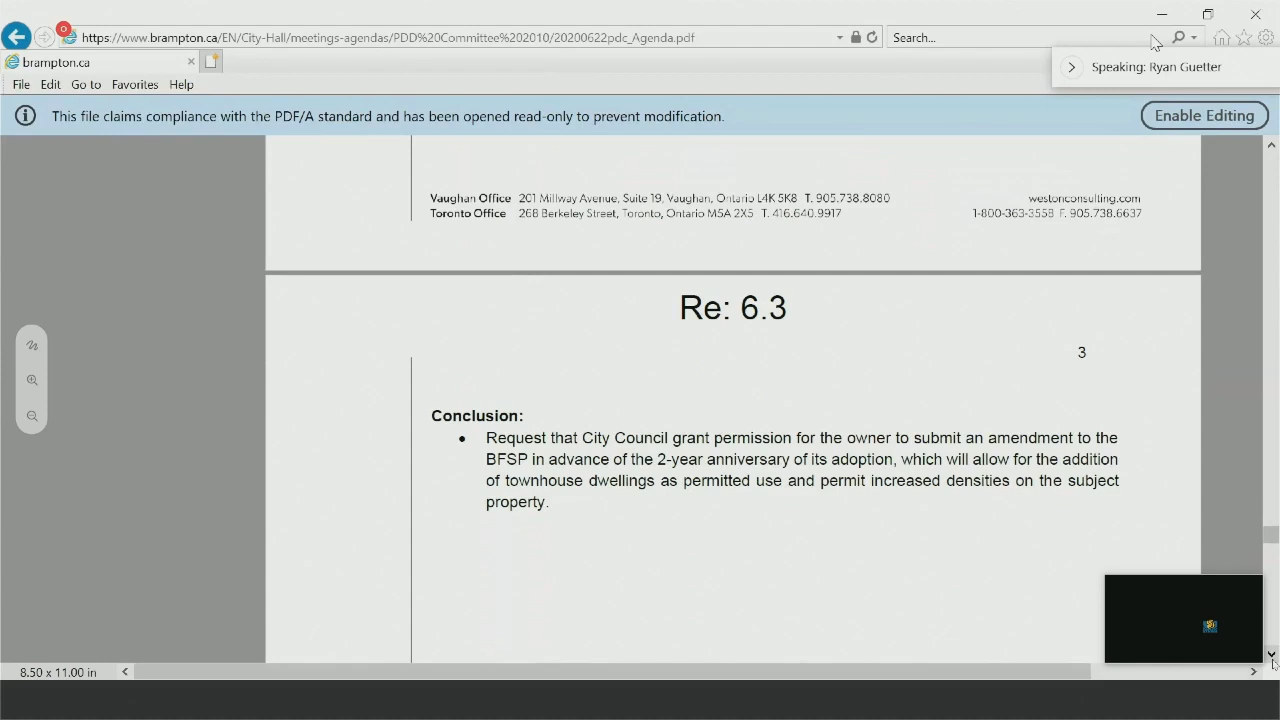 https://www.brampton.ca/EN/City-Hall/meetings-agendas/PDD%20Committee%202010/20200622pdc_Agenda.pdf
Search...
brampton.ca
Speaking: Ryan Guetter
File Edit Go to Favorites Help
This file claims compliance with the PDF/A standard and has been opened read-only to prevent modification.
Enable Editing
Vaughan Office 201 Millway Avenue, Suite 19, Vaughan, Ontario L4K 5K8 T. 905.738.8080
westonconsulting.com
Toronto Office 268 Berkeley Street, Toronto, Ontario M5A 2X5 T. 416.640.9917
1-800-363-3558 F. 905.738.6637
Re: 6.3
3
Conclusion:
• Request that City Council grant permission for the owner to submit an amendment to the
BFSP in advance of the 2-year anniversary of its adoption, which will allow for the addition
of townhouse dwellings as permitted use and permit increased densities on the subject
property.
8.50 x 11.00 in